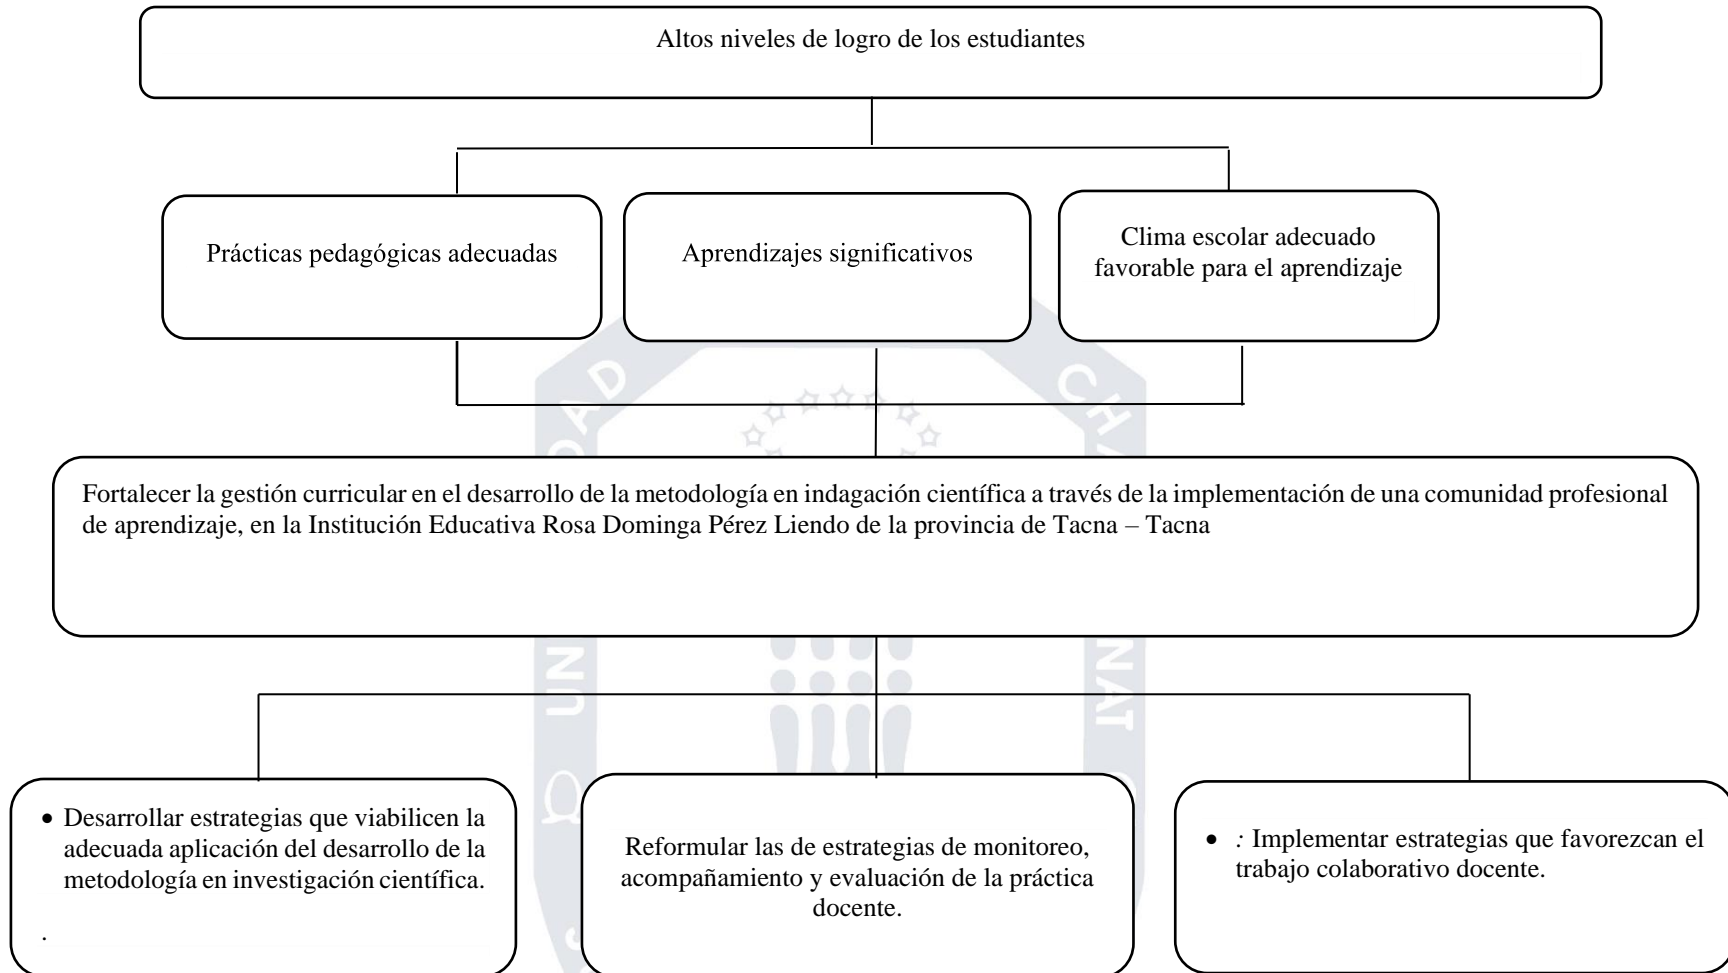 Altos niveles de logro de los estudiantes
Prácticas pedagógicas adecuadas
Aprendizajes significativos
Clima escolar adecuado
favorable para el aprendizaje
Fortalecer la gestión curricular en el desarrollo de la metodología en indagación científica a través de la implementación de una comunidad profesional
de aprendizaje, en la Institución Educativa Rosa Dominga Pérez Liendo de la provincia de Tacna – Tacna
• Desarrollar estrategias que viabilicen la
adecuada aplicación del desarrollo de la
metodología en investigación científica.
.
Reformular las de estrategias de monitoreo,
acompañamiento y evaluación de la práctica
docente.
• : Implementar estrategias que favorezcan el
trabajo colaborativo docente.